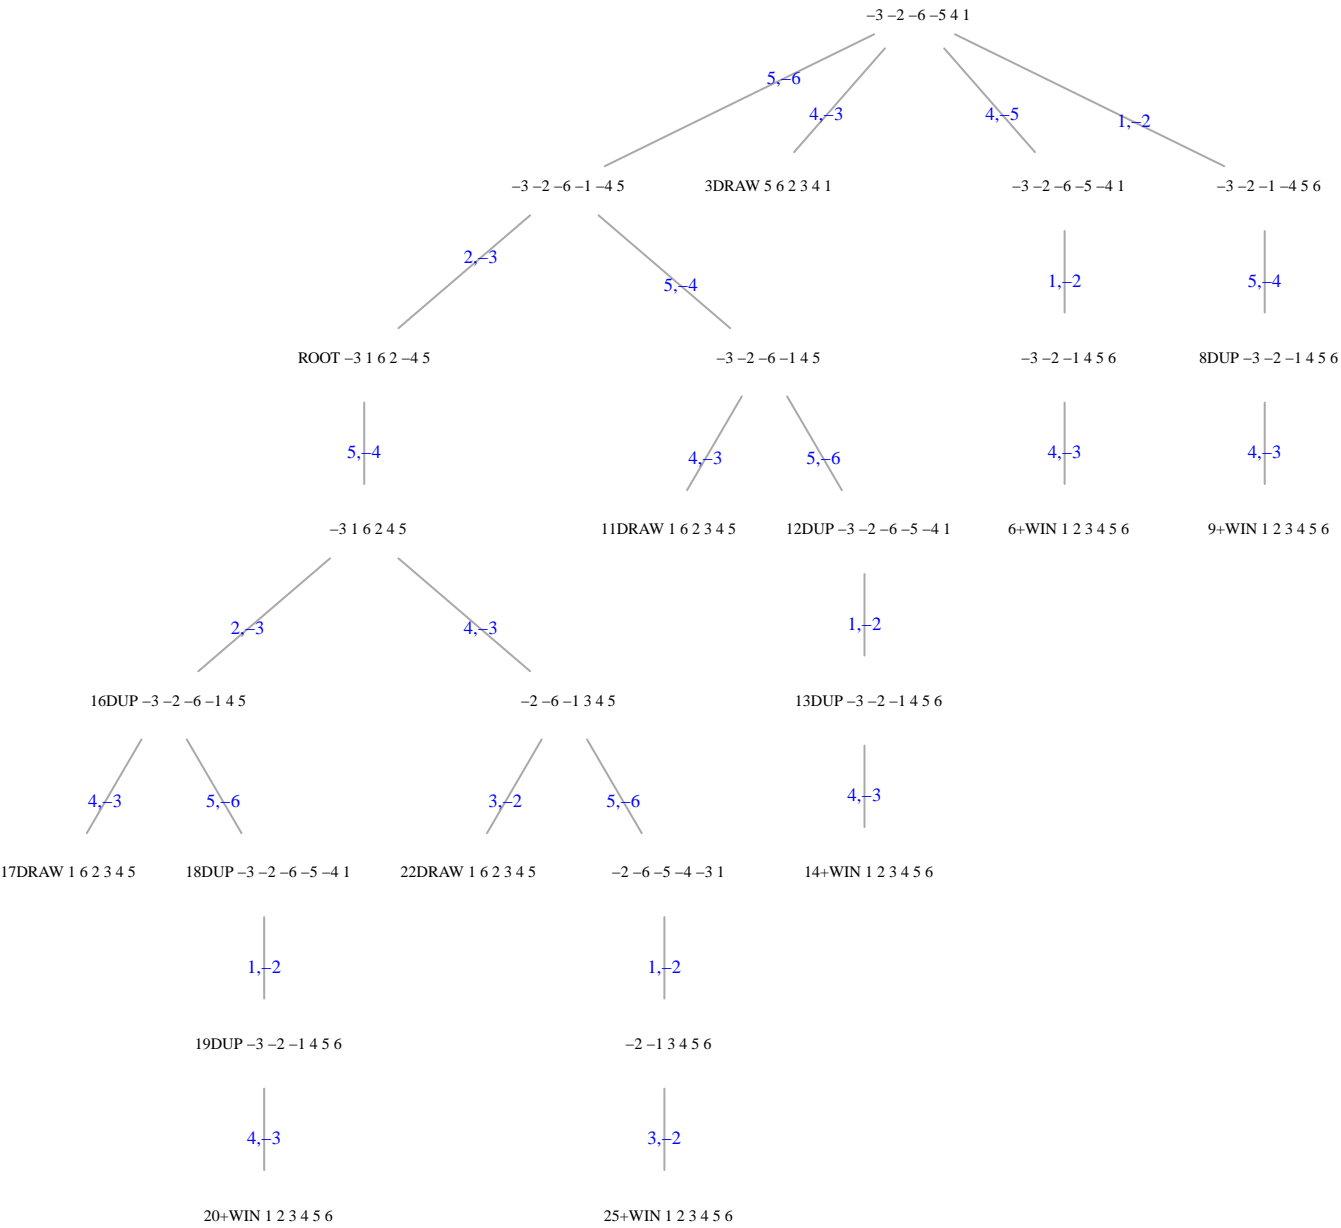 –3 –2 –6 –5 4 1
5,–6
4,–3
4,–5
1,–2
–3 –2 –6 –1 –4 5
3DRAW 5 6 2 3 4 1
–3 –2 –6 –5 –4 1
–3 –2 –1 –4 5 6
2,–3
5,–4
1,–2
5,–4
ROOT –3 1 6 2 –4 5
–3 –2 –6 –1 4 5
–3 –2 –1 4 5 6
8DUP –3 –2 –1 4 5 6
5,–4
4,–3
5,–6
4,–3
4,–3
–3 1 6 2 4 5
11DRAW 1 6 2 3 4 5
12DUP –3 –2 –6 –5 –4 1
6+WIN 1 2 3 4 5 6
9+WIN 1 2 3 4 5 6
2,–3
4,–3
1,–2
16DUP –3 –2 –6 –1 4 5
–2 –6 –1 3 4 5
13DUP –3 –2 –1 4 5 6
4,–3
5,–6
3,–2
5,–6
4,–3
17DRAW 1 6 2 3 4 5
18DUP –3 –2 –6 –5 –4 1
22DRAW 1 6 2 3 4 5
–2 –6 –5 –4 –3 1
14+WIN 1 2 3 4 5 6
1,–2
1,–2
19DUP –3 –2 –1 4 5 6
–2 –1 3 4 5 6
4,–3
3,–2
20+WIN 1 2 3 4 5 6
25+WIN 1 2 3 4 5 6